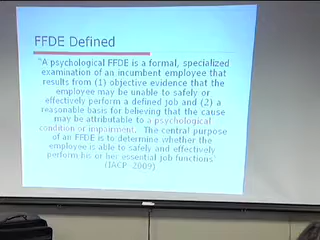 FFDE Defined
"A psychological FFDE is a formal, specialized
examination of an incumbent employee that
results from (1) objective evidence that the
employee may be unable to safely or
effectively perform a defined job and (2) a
reasonable basis for believing that the cause
may be attributable to a psychological
condition or impairment. The central purpose
of an FFDE is to determine whether the
employee is able to safely and effectively
perform his or her essential job functions"
(IACP 2009)